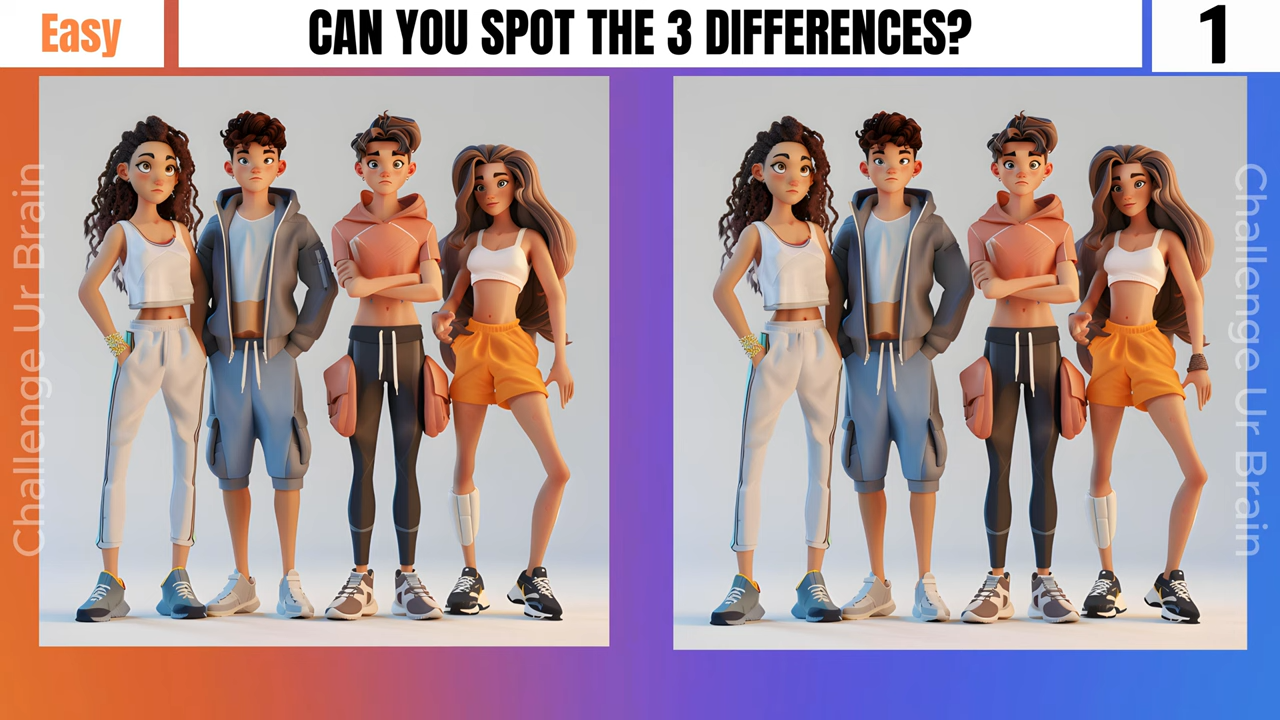 Easy
CAN YOU SPOT THE 3 DIFFERENCES?
1
Challenge Ur Brain
Challenge Ur Brain